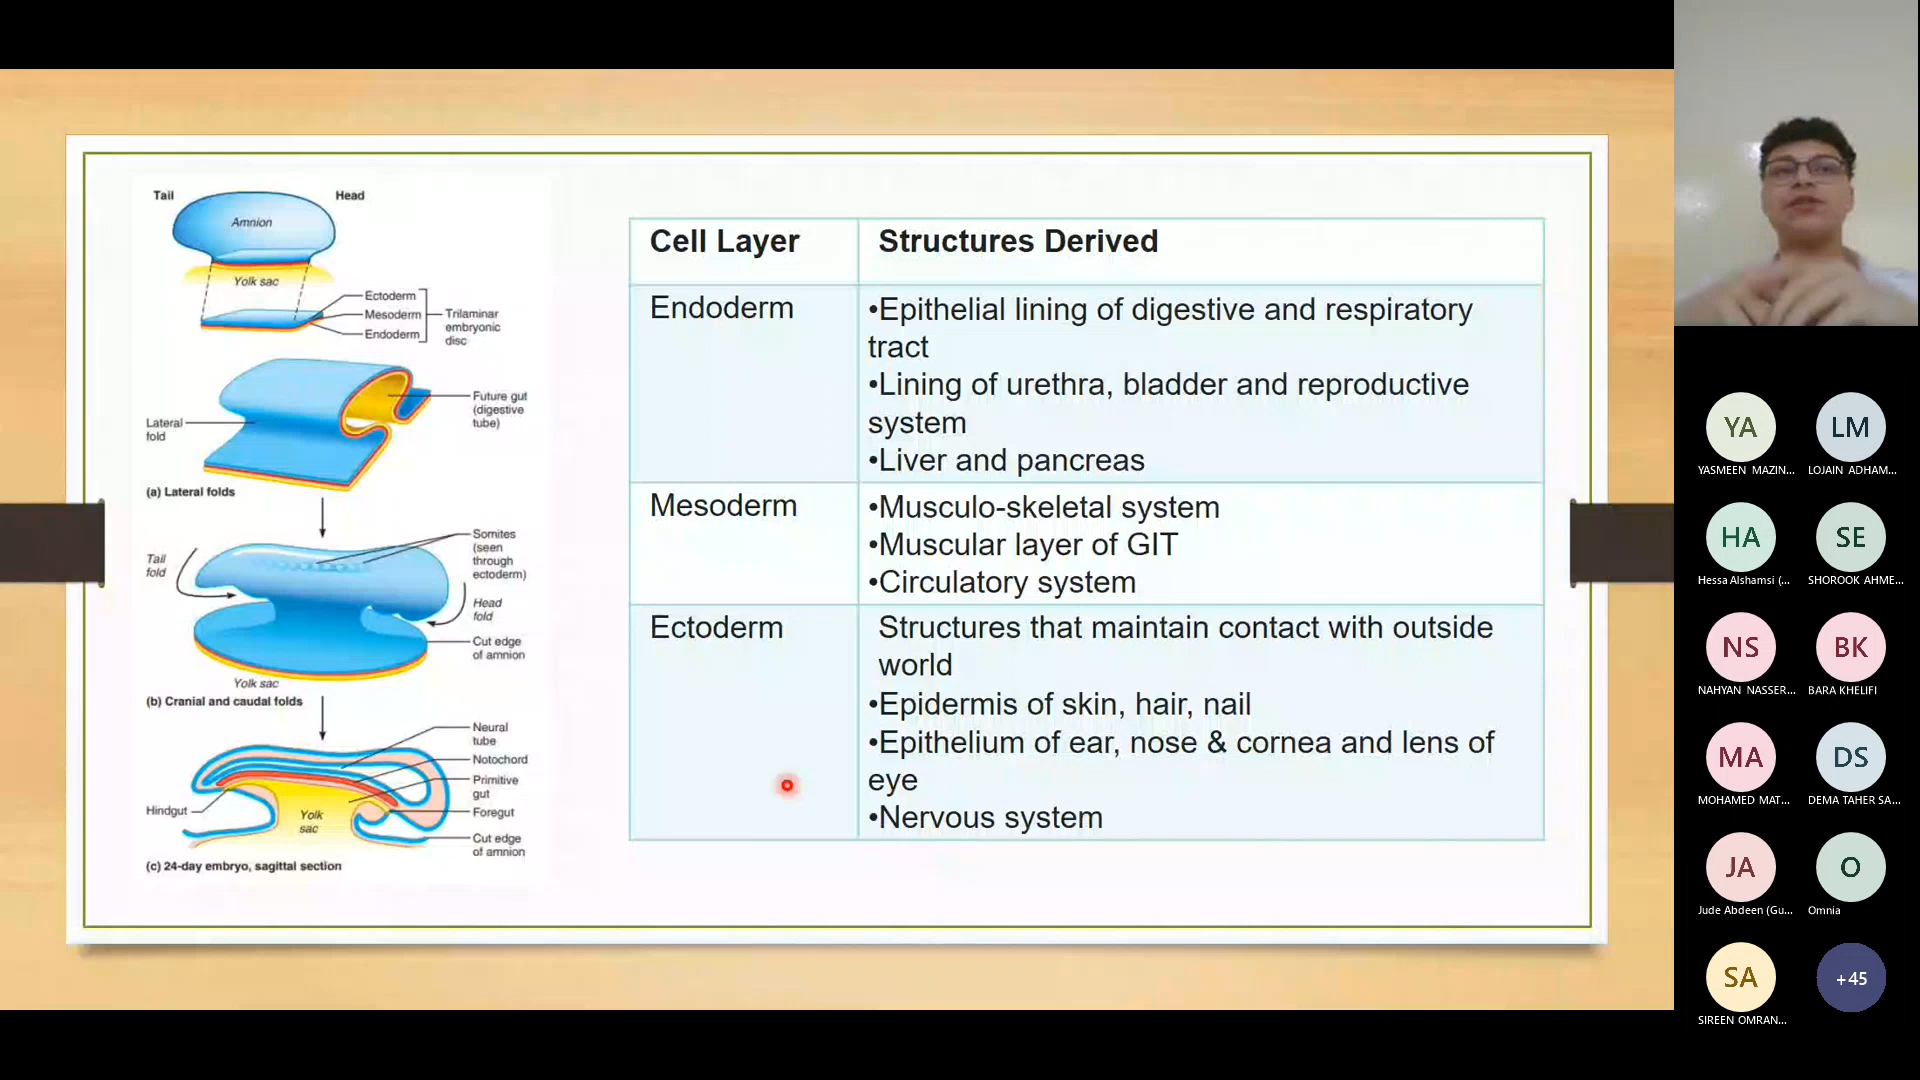 Tail
Head
Amnion
Yolk sac
Ectoderm
Mesoderm
Endoderm
Trilaminar
embryonic
disc
Future gut
(digestive
tube)
Lateral
fold
(a) Lateral folds
Tail
fold
Somites
(seen
through
ectoderm)
Head
fold
Cut edge
of amnion
Yolk sac
(b) Cranial and caudal folds
Neural
tube
Notochord
Primitive
gut
Hindgut
Yolk
sac
Foregut
Cut edge
of amnion
(c) 24-day embryo, sagittal section
Cell Layer
Structures Derived
Endoderm
•Epithelial lining of digestive and respiratory
tract
•Lining of urethra, bladder and reproductive
system
•Liver and pancreas
Mesoderm
•Musculo-skeletal system
•Muscular layer of GIT
•Circulatory system
Ectoderm
Structures that maintain contact with outside
world
•Epidermis of skin, hair, nail
•Epithelium of ear, nose & cornea and lens of
eye
•Nervous system
YA
LM
YASMEEN MAZIN...
LOJAIN ADHAM...
HA
SE
Hessa Alshamsi (...
SHOROOK AHME...
NS
BK
NAHYAN NASSER...
BARA KHELIFI
MA
DS
MOHAMED MAT...
DEMA TAHER SA...
JA
O
Jude Abdeen (Gu...
Omnia
SA
+45
SIREEN OMRAN...